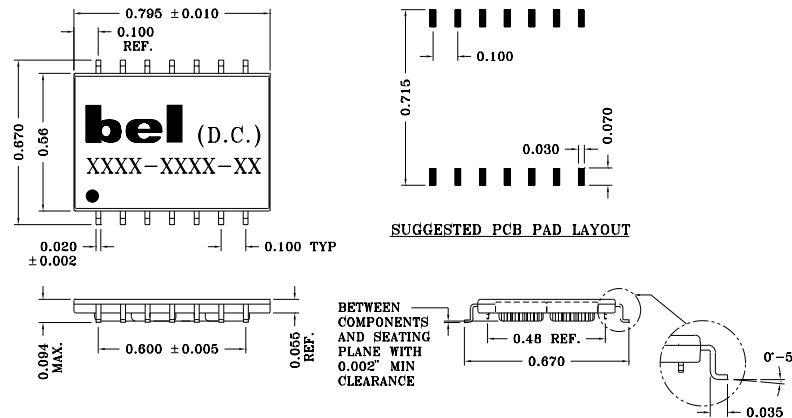 0.795 ±0.010
0.100
REF.
0.670
0.56
bel (D.C.)
XXXX-XXXX-XX
0.020
±0.002
0.100 TYP
0.715
0.100
0.030
0.070
SUGGESTED PCB PAD LAYOUT
0.094
MAX.
0.600 ±0.005
0.055
REF.
BETWEEN
COMPONENTS
AND SEATING
PLANE WITH
0.002" MIN
CLEARANCE
0.48 REF.
0.670
0°-5
0.035